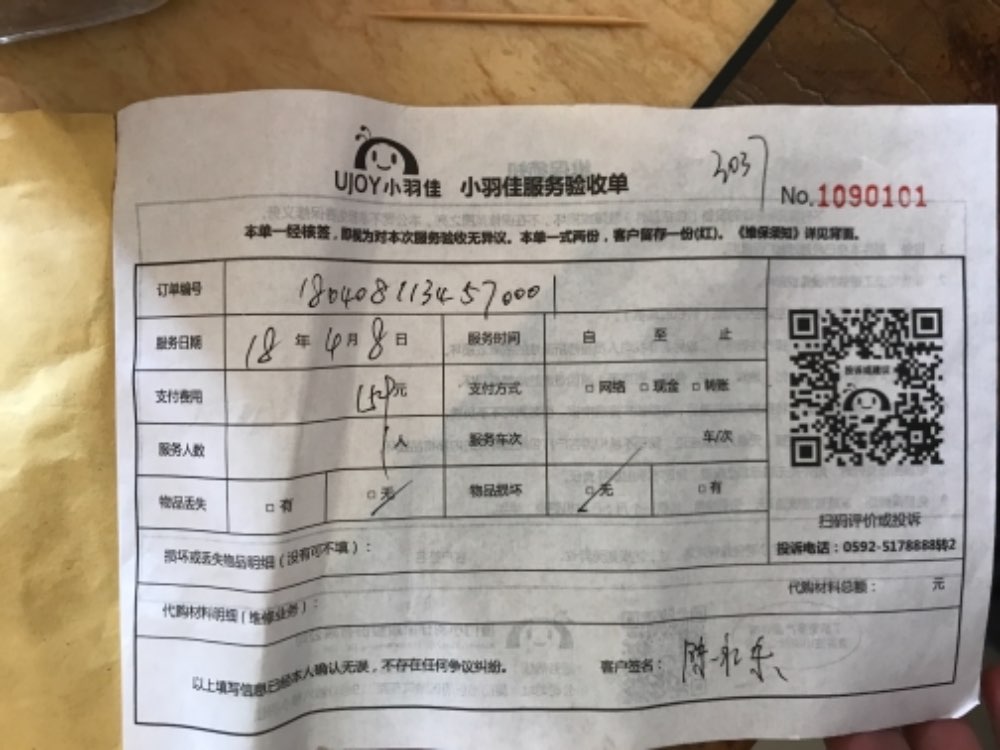 3037
UJOY小羽佳 小羽佳服务验收单
No.1090101
本单一经核签，即视为对本次服务验收无异议。本单一式两份，客户留存一份(红)。《维保须知》详见背面。
订单编号 18040811345700001
服务日期 18 年 4 月 8 日 服务时间 自 至 止
支付费用 元 支付方式 □网络 □现金 □转账
投诉或建议
服务人数 1人 服务车次 车/次
物品丢失 □有 □无 物品损坏 □无 □有
扫码评价或投诉
投诉电话：0592-5178888转2
损坏或丢失物品明细（没有可不填）：
代购材料明细（维修业务）： 代购材料总额： 元
以上填写信息已经本人确认无误，不存在任何争议纠纷。 客户签名：